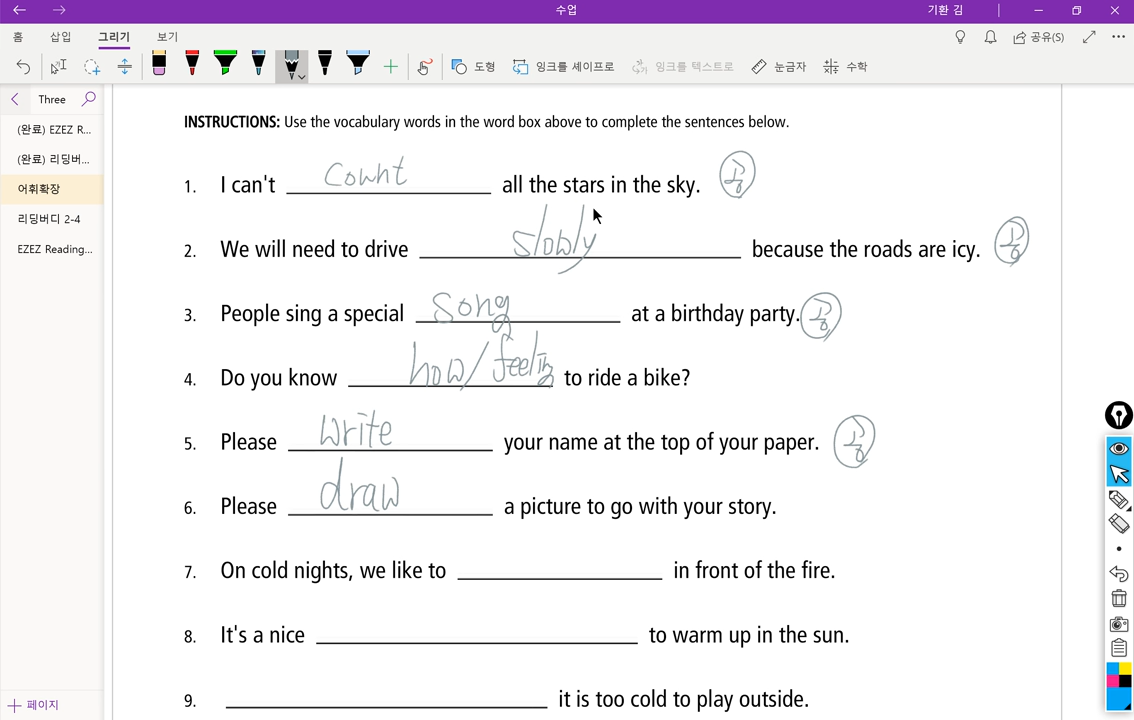 수업
기환 김
홈 삽입 그리기 보기
공유(S)
도형 잉크를 셰이프로 잉크를 텍스트로 눈금자 수학
Three
(완료) EZEZ R...
(완료) 리딩버...
어휘확장
리딩버디 2-4
EZEZ Reading...
페이지
INSTRUCTIONS: Use the vocabulary words in the word box above to complete the sentences below.
1. I can't count all the stars in the sky.
2. We will need to drive slowly because the roads are icy.
3. People sing a special song at a birthday party.
4. Do you know how/feeling to ride a bike?
5. Please write your name at the top of your paper.
6. Please draw a picture to go with your story.
7. On cold nights, we like to ____ in front of the fire.
8. It's a nice ____ to warm up in the sun.
9. ____ it is too cold to play outside.